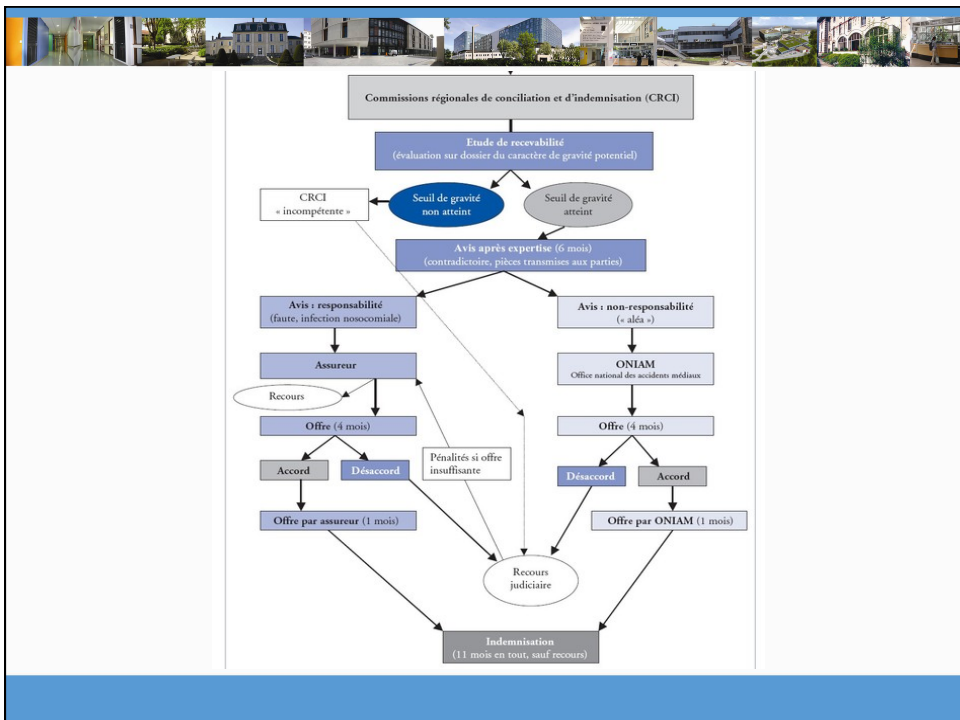 Commissions régionales de conciliation et d'indemnisation (CRCI)
Etude de recevabilité
(évaluation sur dossier du caractère de gravité potentiel)
CRCI
« incompétente »
Seuil de gravité
non atteint
Seuil de gravité
atteint
Avis après expertise (6 mois)
(contradictoire, pièces transmises aux parties)
Avis : responsabilité
(faute, infection nosocomiale)
Avis : non-responsabilité
(« aléa »)
Assureur
ONIAM
Office national des accidents médiaux
Recours
Offre (4 mois)
Offre (4 mois)
Pénalités si offre
insuffisante
Accord
Désaccord
Désaccord
Accord
Offre par assureur (1 mois)
Offre par ONIAM (1 mois)
Recours
judiciaire
Indemnisation
(11 mois en tout, sauf recours)